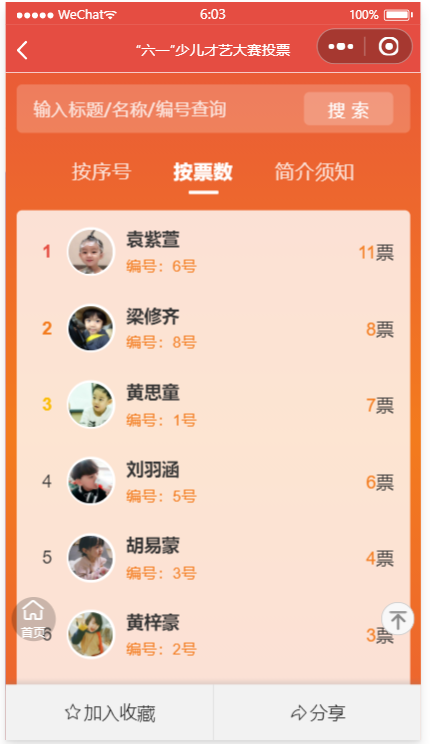 WeChat 6:03 100%
"六一"少儿才艺大赛投票
输入标题/名称/编号查询 搜 索
按序号 按票数 简介须知
1 袁紫萱 11票
编号：6号
2 梁修齐 8票
编号：8号
3 黄思童 7票
编号：1号
4 刘羽涵 6票
编号：5号
5 胡易蒙 4票
编号：3号
6 黄梓豪 3票
编号：2号
首页
加入收藏 分享